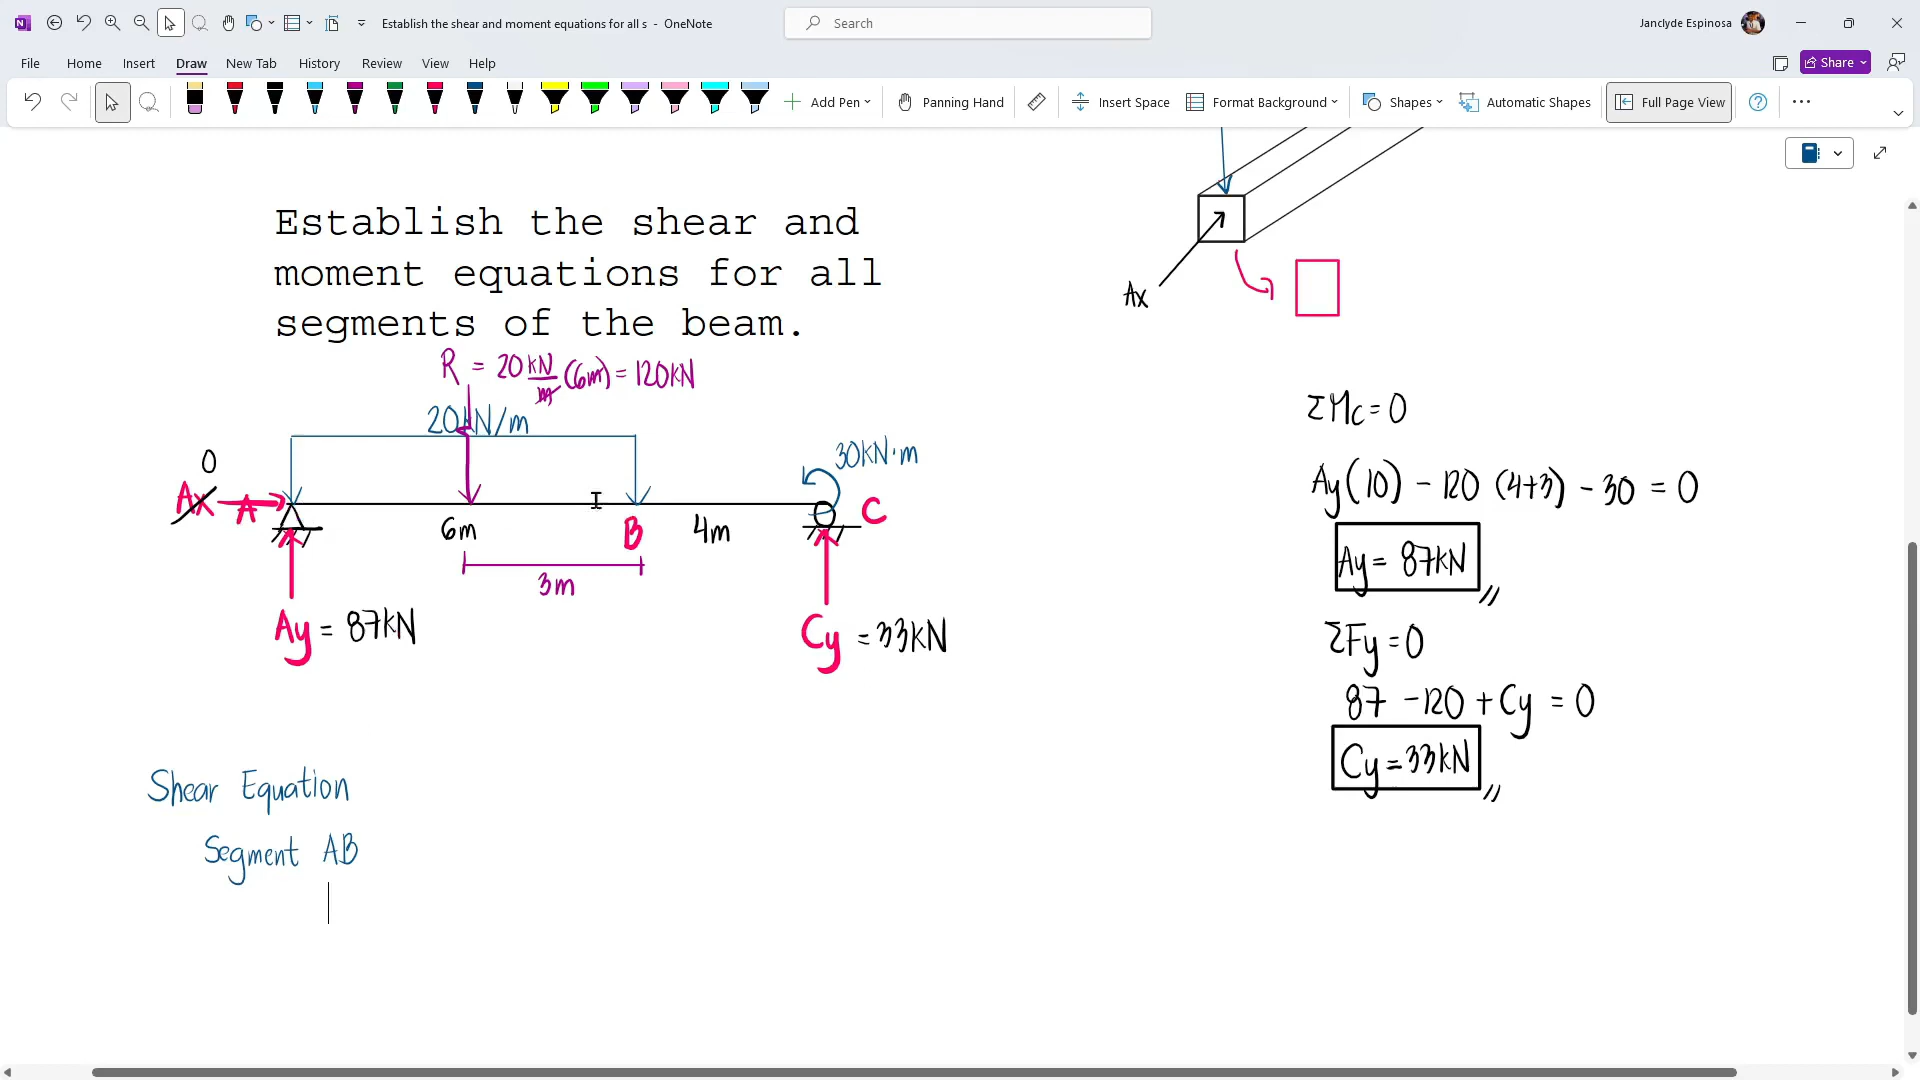 Establish the shear and moment equations for all s - OneNote
Search
Janclyde Espinosa
File Home Insert Draw New Tab History Review View Help
Share
Add Pen Panning Hand Insert Space Format Background Shapes Automatic Shapes Full Page View
Establish the shear and
moment equations for all
segments of the beam.
R = 20 kN/m (6m) = 120kN
20kN/m
30kN·m
0
Ax
A
6m
B
4m
C
3m
Ay = 87kN
Cy = 33kN
Shear Equation
Segment AB
Ax
ΣMc=0
Ay(10) - 120 (4+3) - 30 = 0
Ay= 87kN
ΣFy=0
87 -120 + Cy = 0
Cy=33kN